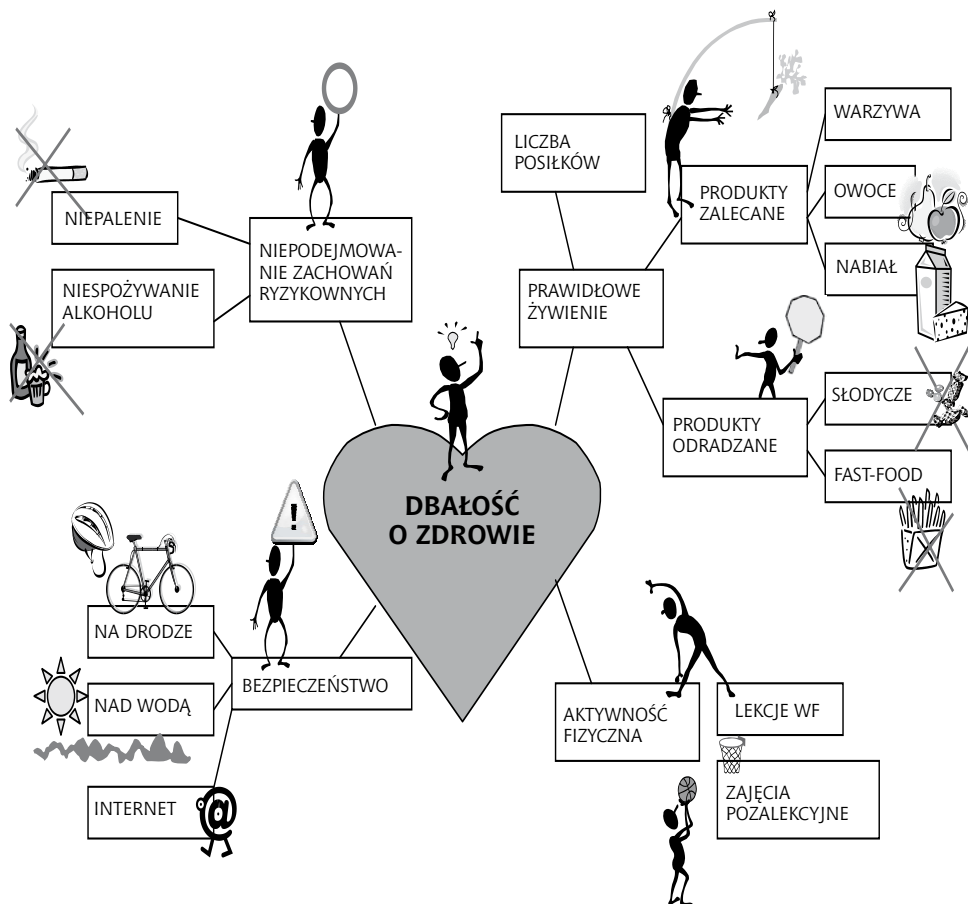 DBAŁOŚĆ
O ZDROWIE
NIEPODEJMOWA-
NIE ZACHOWAŃ
RYZYKOWNYCH
NIEPALENIE
NIESPOŻYWANIE
ALKOHOLU
PRAWIDŁOWE
ŻYWIENIE
LICZBA
POSIŁKÓW
PRODUKTY
ZALECANE
WARZYWA
OWOCE
NABIAŁ
PRODUKTY
ODRADZANE
SŁODYCZE
FAST-FOOD
!
BEZPIECZEŃSTWO
NA DRODZE
NAD WODĄ
INTERNET
@
AKTYWNOŚĆ
FIZYCZNA
LEKCJE WF
ZAJĘCIA
POZALEKCYJNE